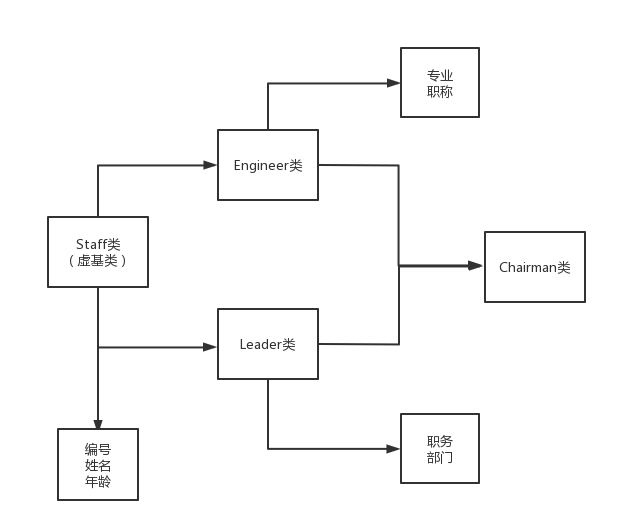 专业
职称
Engineer类
Staff类
（虚基类）
Chairman类
Leader类
职务
部门
编号
姓名
年龄